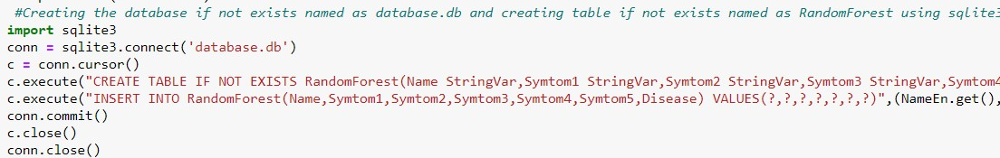 #Creating the database if not exists named as database.db and creating table if not exists named as RandomForest using sqlite3
import sqlite3
conn = sqlite3.connect('database.db')
c = conn.cursor()
c.execute("CREATE TABLE IF NOT EXISTS RandomForest(Name StringVar,Symtom1 StringVar,Symtom2 StringVar,Symtom3 StringVar,Symtom4
c.execute("INSERT INTO RandomForest(Name,Symtom1,Symtom2,Symtom3,Symtom4,Symtom5,Disease) VALUES(?,?,?,?,?,?,?)",(NameEn.get(),
conn.commit()
c.close()
conn.close()